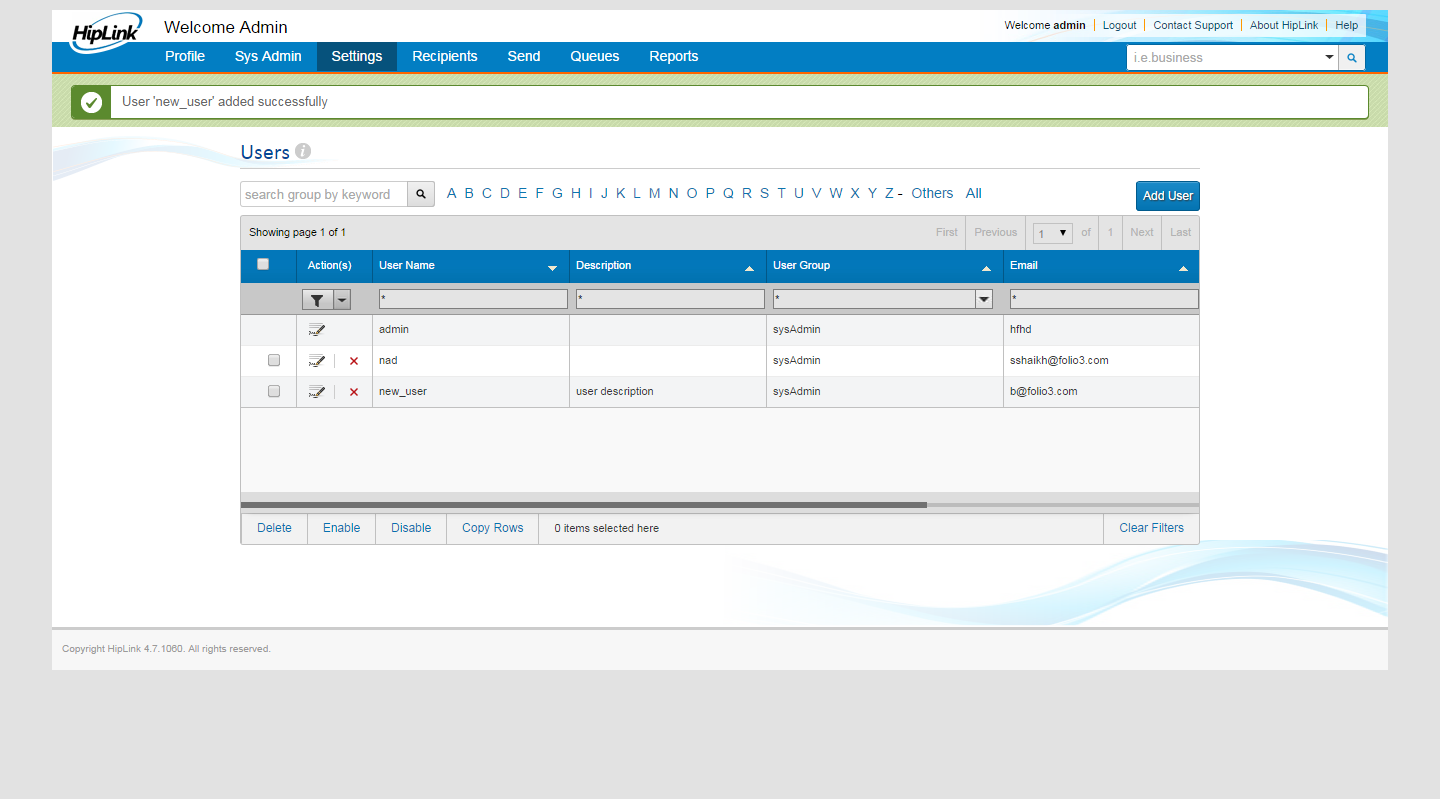 HipLink
Welcome Admin
Welcome admin Logout Contact Support About HipLink Help
Profile Sys Admin Settings Recipients Send Queues Reports i.e.business
User 'new_user' added successfully
Users i
search group by keyword A B C D E F G H I J K L M N O P Q R S T U V W X Y Z - Others All Add User
Showing page 1 of 1 First Previous 1 of 1 Next Last
Action(s) User Name Description User Group Email
* * * *
admin sysAdmin hfhd
nad sysAdmin sshaikh@folio3.com
new_user user description sysAdmin b@folio3.com
Delete Enable Disable Copy Rows 0 items selected here Clear Filters
Copyright HipLink 4.7.1060. All rights reserved.